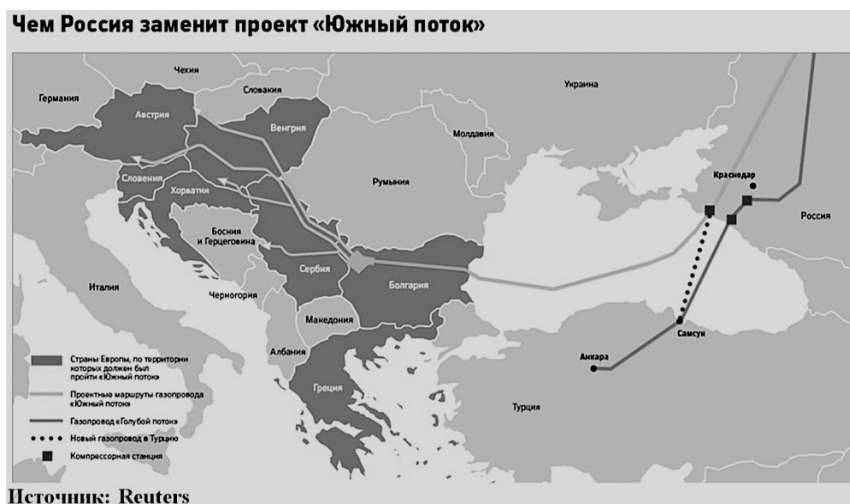 Чем Россия заменит проект «Южный поток»
Чехия
Германия
Словакия
Украина
Австрия
Венгрия
Молдавия
Словения
Хорватия
Румыния
Краснодар
Россия
Босния
и Герцеговина
Сербия
Италия
Болгария
Черногория
Македония
Самсун
Албания
Анкара
Греция
Турция
Страны Европы, по территории
которых должен был
пройти «Южный поток»
Проектные маршруты газопровода
«Южный поток»
Газопровод «Голубой поток»
Новый газопровод в Турцию
Компрессорная станция
Источник: Reuters